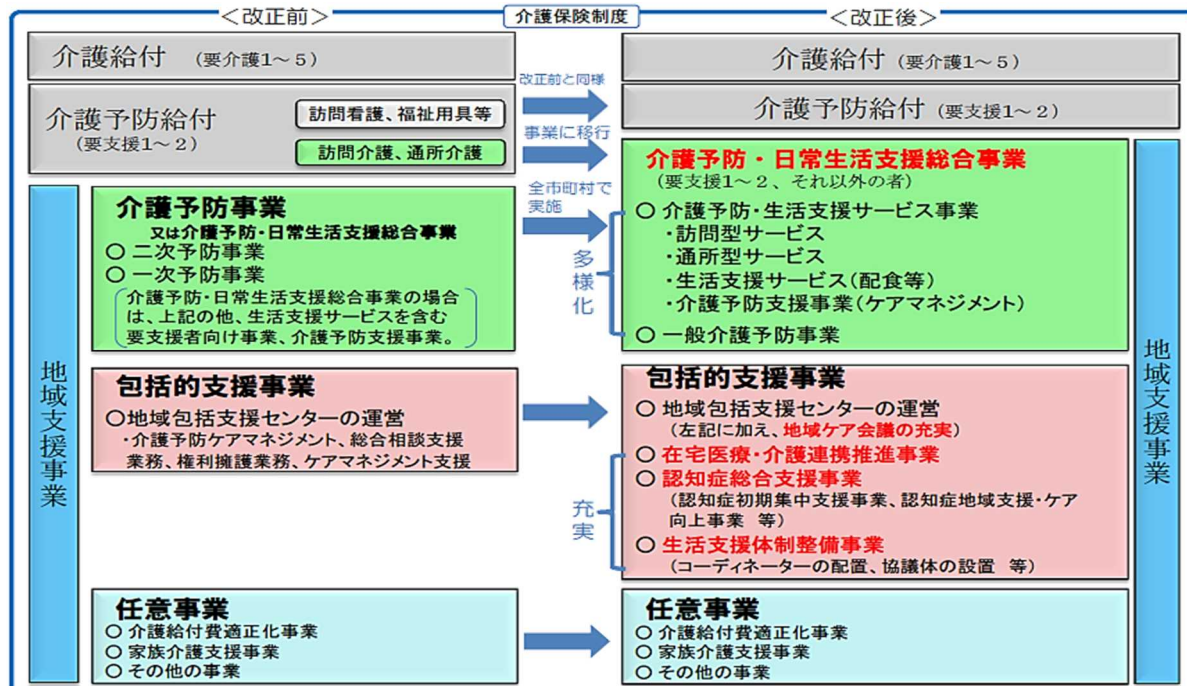 <改正前>
介護保険制度
<改正後>
介護給付 (要介護1~5)
介護予防給付
(要支援1~2)
訪問看護、福祉用具等
訪問介護、通所介護
地域支援事業
介護予防事業
又は介護予防・日常生活支援総合事業
○ 二次予防事業
○ 一次予防事業
介護予防・日常生活支援総合事業の場合
は、上記の他、生活支援サービスを含む
要支援者向け事業、介護予防支援事業。
包括的支援事業
○地域包括支援センターの運営
・介護予防ケアマネジメント、総合相談支援
業務、権利擁護業務、ケアマネジメント支援
任意事業
○ 介護給付費適正化事業
○ 家族介護支援事業
○ その他の事業
改正前と同様
事業に移行
全市町村で
実施
多様化
充実
介護給付 (要介護1~5)
介護予防給付 (要支援1~2)
介護予防・日常生活支援総合事業
(要支援1~2、それ以外の者)
○ 介護予防・生活支援サービス事業
・訪問型サービス
・通所型サービス
・生活支援サービス(配食等)
・介護予防支援事業(ケアマネジメント)
○ 一般介護予防事業
包括的支援事業
○ 地域包括支援センターの運営
(左記に加え、地域ケア会議の充実)
○ 在宅医療・介護連携推進事業
○ 認知症総合支援事業
(認知症初期集中支援事業、認知症地域支援・ケア
向上事業 等)
○ 生活支援体制整備事業
(コーディネーターの配置、協議体の設置 等)
任意事業
○ 介護給付費適正化事業
○ 家族介護支援事業
○ その他の事業
地域支援事業